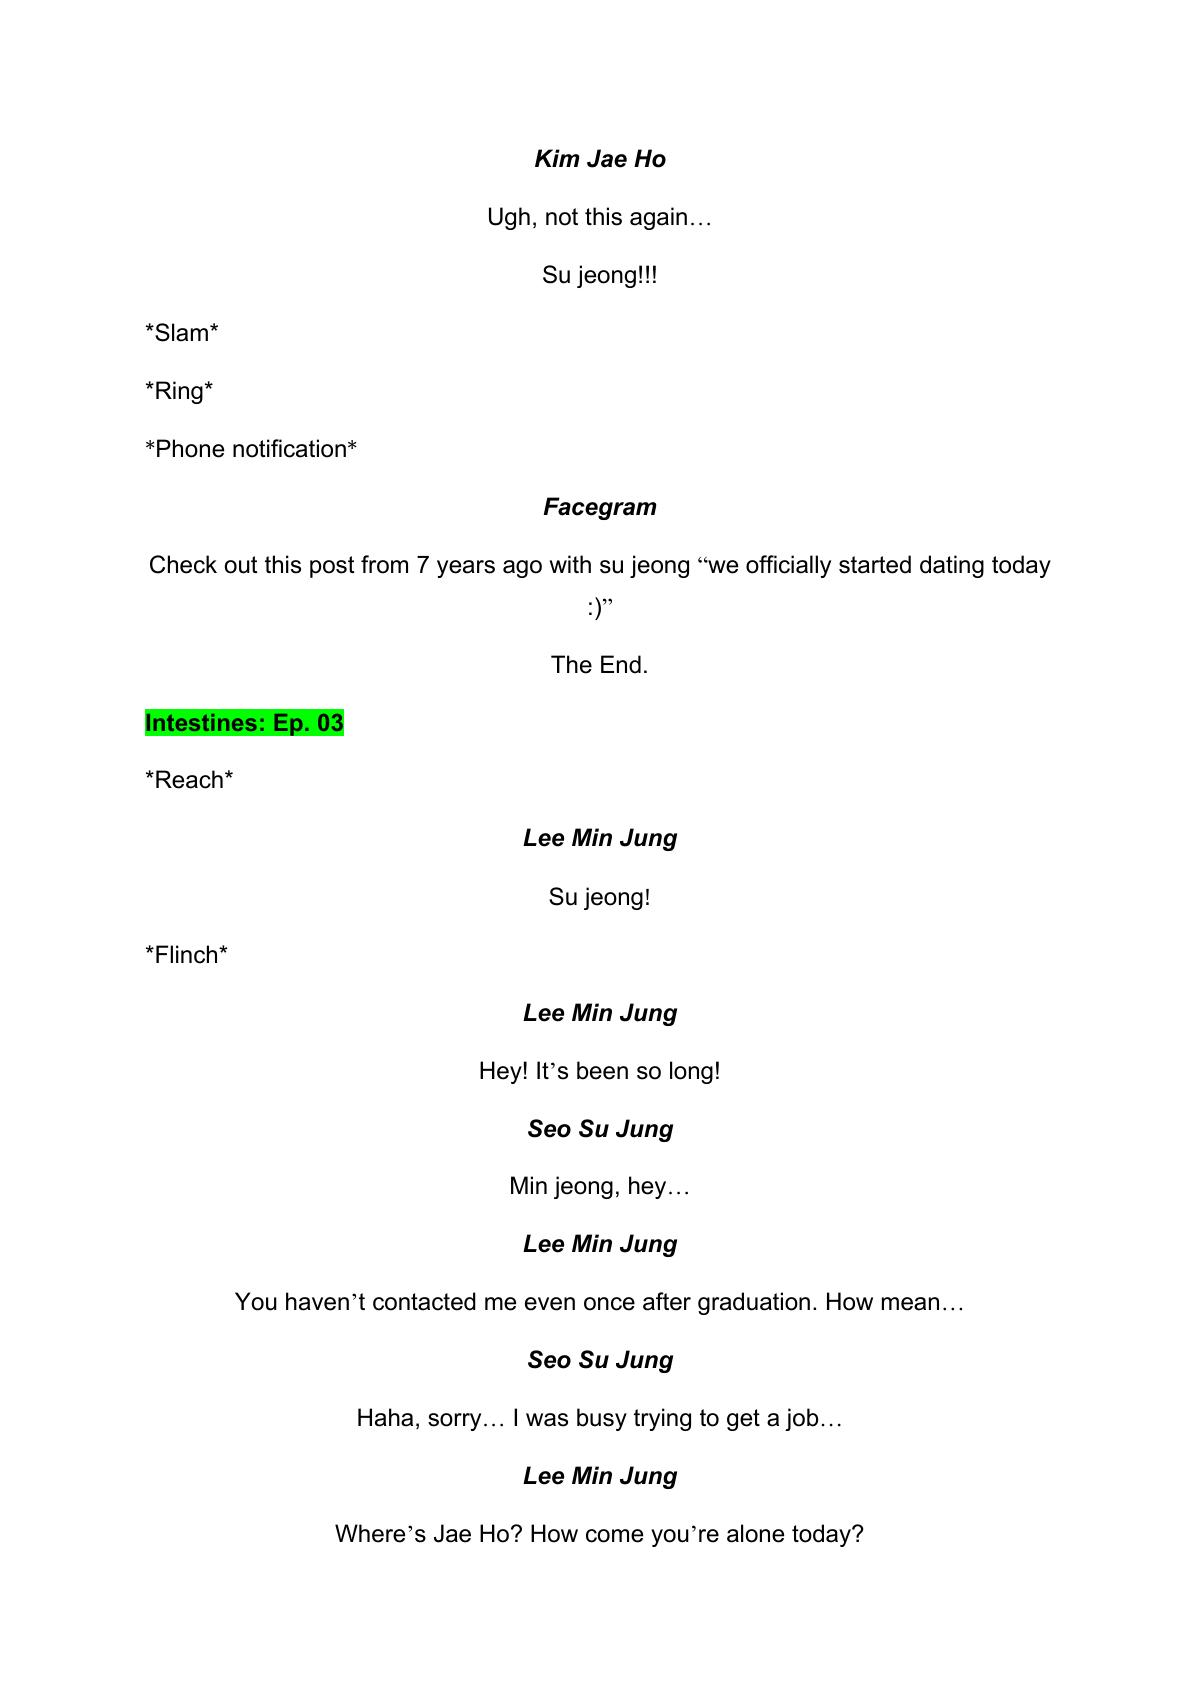 Kim Jae Ho
Ugh, not this again…
Su jeong!!!
*Slam*
*Ring*
*Phone notification*
Facegram
Check out this post from 7 years ago with su jeong “we officially started dating today
:)”
The End.
Intestines: Ep. 03
*Reach*
Lee Min Jung
Su jeong!
*Flinch*
Lee Min Jung
Hey! It’s been so long!
Seo Su Jung
Min jeong, hey…
Lee Min Jung
You haven’t contacted me even once after graduation. How mean…
Seo Su Jung
Haha, sorry… I was busy trying to get a job…
Lee Min Jung
Where’s Jae Ho? How come you’re alone today?